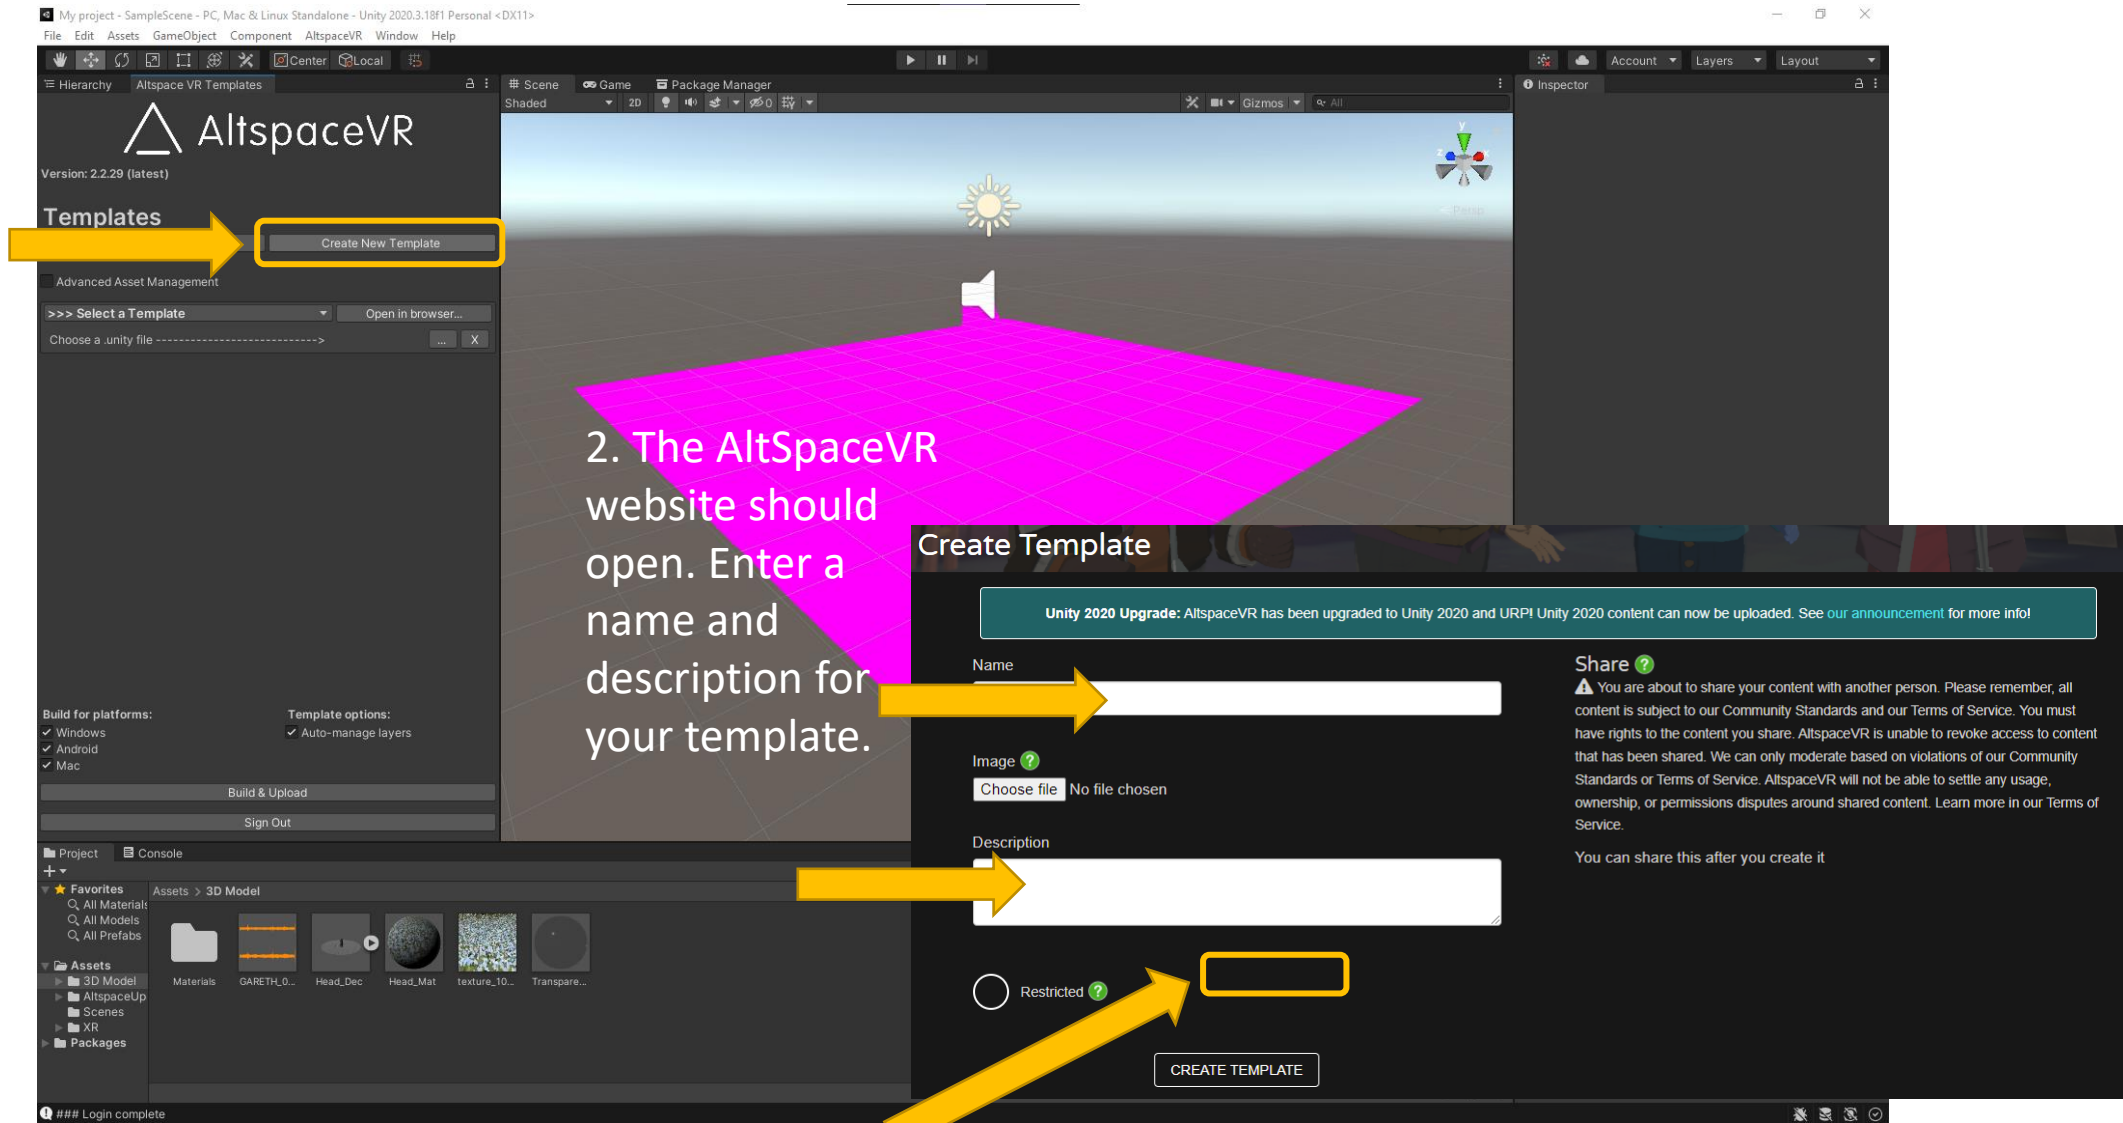 My project - SampleScene - PC, Mac & Linux Standalone - Unity 2020.3.18f1 Personal <DX11>
File Edit Assets GameObject Component AltspaceVR Window Help
Center Local
Account Layers Layout
Hierarchy Altspace VR Templates
# Scene Game Package Manager
Inspector
Shaded 2D 0 Gizmos All
AltspaceVR
Version: 2.2.29 (latest)
y
z x
< Persp
Templates
Create New Template
Advanced Asset Management
>>> Select a Template Open in browser...
Choose a .unity file ----------------------------> ... X
2. The AltSpaceVR
website should
open. Enter a
name and
description for
your template.
Build for platforms: Template options:
Windows Auto-manage layers
Android
Mac
Build & Upload
Sign Out
Create Template
Unity 2020 Upgrade: AltspaceVR has been upgraded to Unity 2020 and URP! Unity 2020 content can now be uploaded. See our announcement for more info!
Name
Image ?
Choose file No file chosen
Description
Restricted ?
CREATE TEMPLATE
Share ?
You are about to share your content with another person. Please remember, all
content is subject to our Community Standards and our Terms of Service. You must
have rights to the content you share. AltspaceVR is unable to revoke access to content
that has been shared. We can only moderate based on violations of our Community
Standards or Terms of Service. AltspaceVR will not be able to settle any usage,
ownership, or permissions disputes around shared content. Learn more in our Terms of
Service.
You can share this after you create it
Project Console
Favorites
All Materials
All Models
All Prefabs
Assets
3D Model
AltspaceUp
Scenes
XR
Packages
Assets > 3D Model
Materials GARETH_0... Head_Dec Head_Mat texture_10... Transpare...
### Login complete